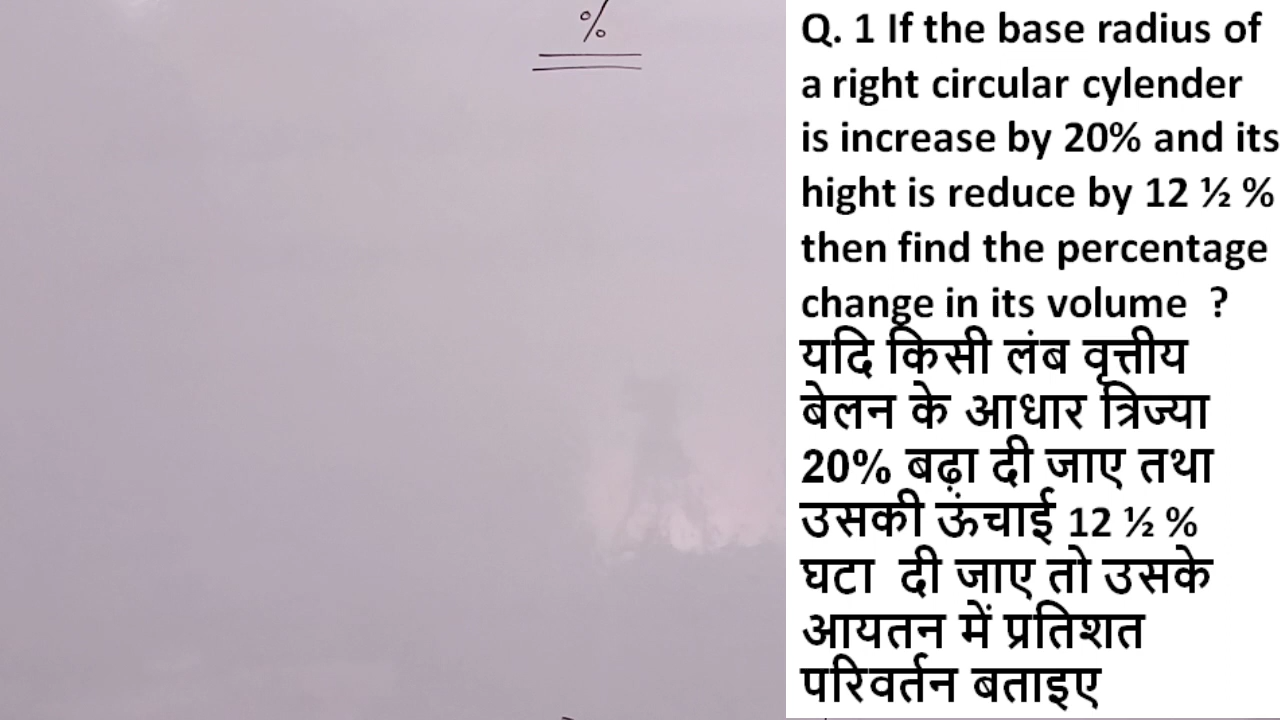 %
Q. 1 If the base radius of
a right circular cylender
is increase by 20% and its
hight is reduce by 12 ½ %
then find the percentage
change in its volume ?
यदि किसी लंब वृत्तीय
बेलन के आधार त्रिज्या
20% बढ़ा दी जाए तथा
उसकी ऊंचाई 12 ½ %
घटा दी जाए तो उसके
आयतन में प्रतिशत
परिवर्तन बताइए